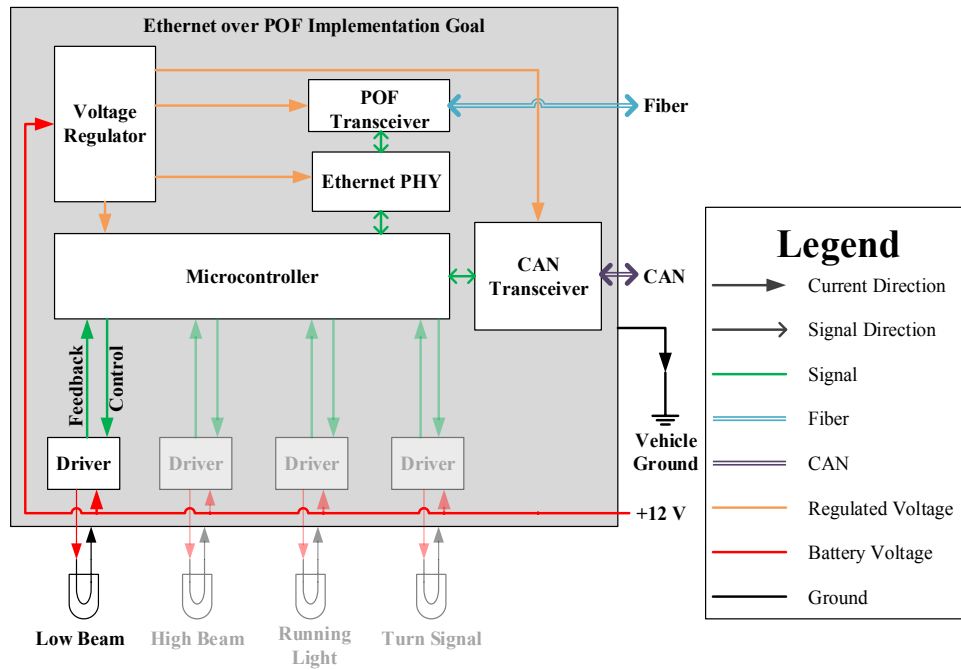 Ethernet over POF Implementation Goal
Voltage
Regulator
POF
Transceiver
Fiber
Ethernet PHY
Microcontroller
CAN
Transceiver
CAN
Feedback
Control
Driver
Driver
Driver
Driver
Vehicle
Ground
+12 V
Low Beam
High Beam
Running
Light
Turn Signal
Legend
Current Direction
Signal Direction
Signal
Fiber
CAN
Regulated Voltage
Battery Voltage
Ground